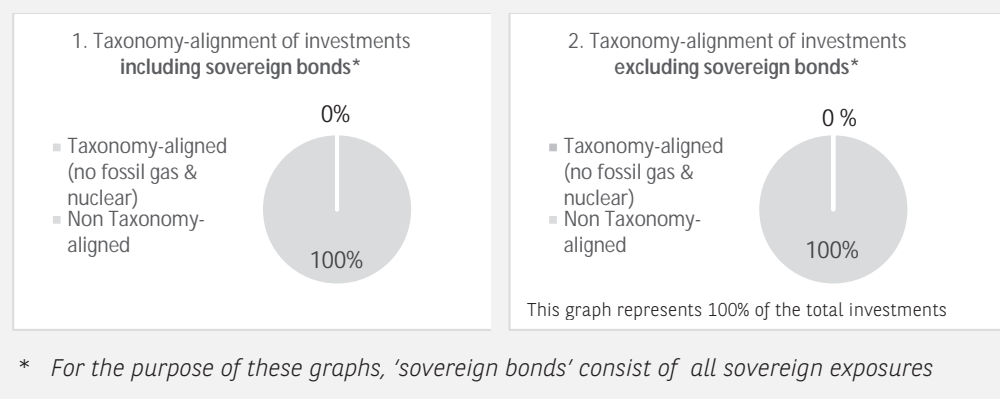 1. Taxonomy-alignment of investments
including sovereign bonds*
0%
Taxonomy-aligned
(no fossil gas &
nuclear)
Non Taxonomy-
aligned
100%
2. Taxonomy-alignment of investments
excluding sovereign bonds*
0 %
Taxonomy-aligned
(no fossil gas &
nuclear)
Non Taxonomy-
aligned
100%
This graph represents 100% of the total investments
* For the purpose of these graphs, ‘sovereign bonds’ consist of all sovereign exposures